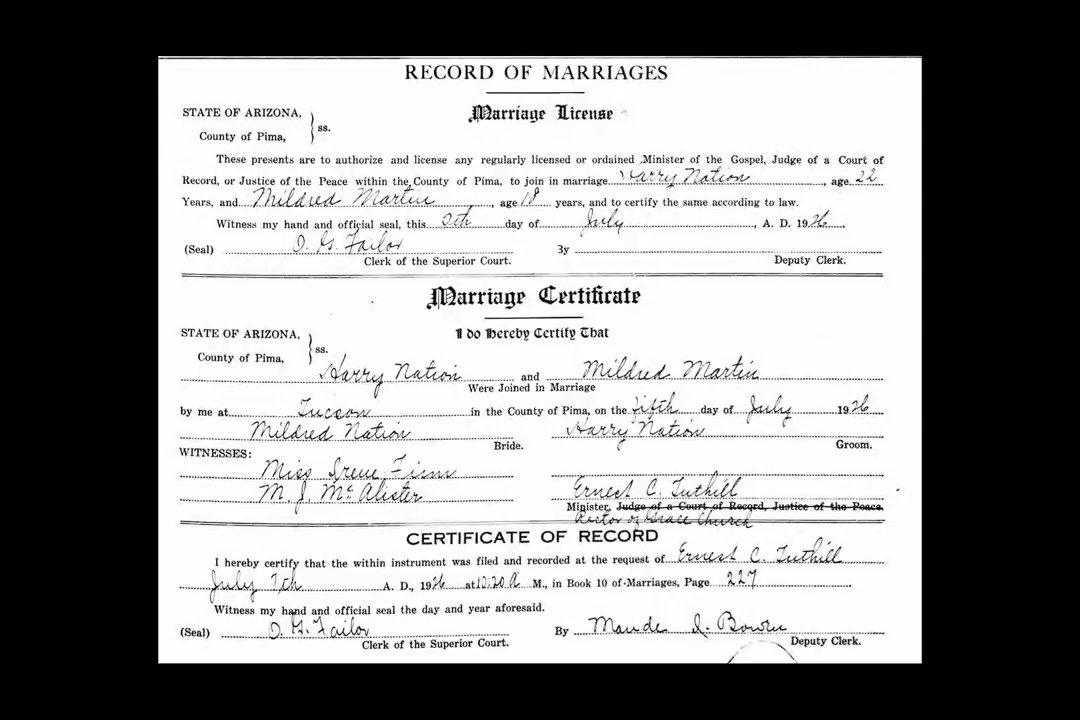 RECORD OF MARRIAGES
Marriage License
STATE OF ARIZONA,
County of Pima, ss.
These presents are to authorize and license any regularly licensed or ordained Minister of the Gospel, Judge of a Court of
Record, or Justice of the Peace within the County of Pima, to join in marriage Harry Nation, age 22
Years, and Mildred Martin, age 18 years, and to certify the same according to law.
Witness my hand and official seal, this day of July, A. D. 1926
(Seal) O. G. Tailor By
Clerk of the Superior Court. Deputy Clerk.
Marriage Certificate
STATE OF ARIZONA, I do Hereby Certify That
County of Pima, ss.
Harry Nation and Mildred Martin
Were Joined in Marriage
by me at Tucson in the County of Pima, on the fifth day of July 1926
Mildred Nation Harry Nation
Bride. Groom.
WITNESSES:
Miss Irene
M. J. McAlister Ernest C. Tuthill
Minister, Judge of a Court of Record, Justice of the Peace.
Rector of Grace Church
CERTIFICATE OF RECORD
I hereby certify that the within instrument was filed and recorded at the request of Ernest C. Tuthill
July 7th A. D., 1926 at 10:20 A M., in Book 10 of Marriages, Page 227
Witness my hand and official seal the day and year aforesaid.
(Seal) O. G. Tailor By Maude Bowen
Clerk of the Superior Court. Deputy Clerk.